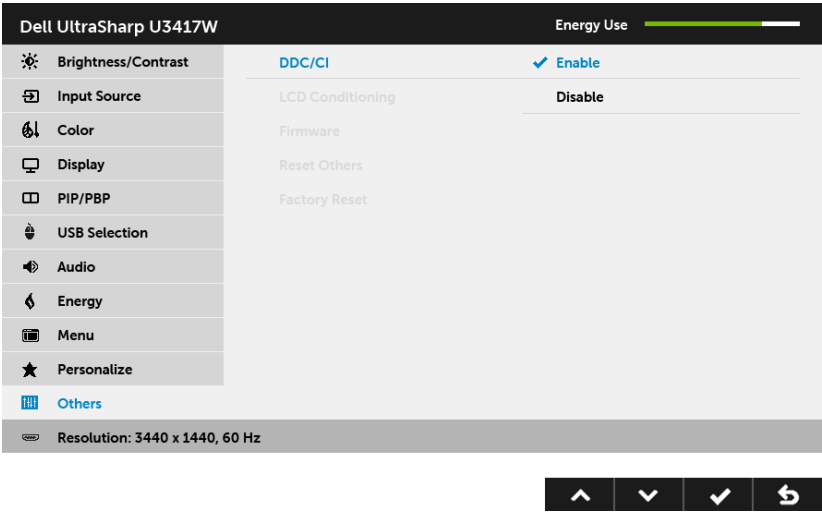 Dell UltraSharp U3417W
Energy Use
Brightness/Contrast
DDC/CI
Enable
Input Source
LCD Conditioning
Disable
Color
Firmware
Display
Reset Others
PIP/PBP
Factory Reset
USB Selection
Audio
Energy
Menu
Personalize
Others
Resolution: 3440 x 1440, 60 Hz